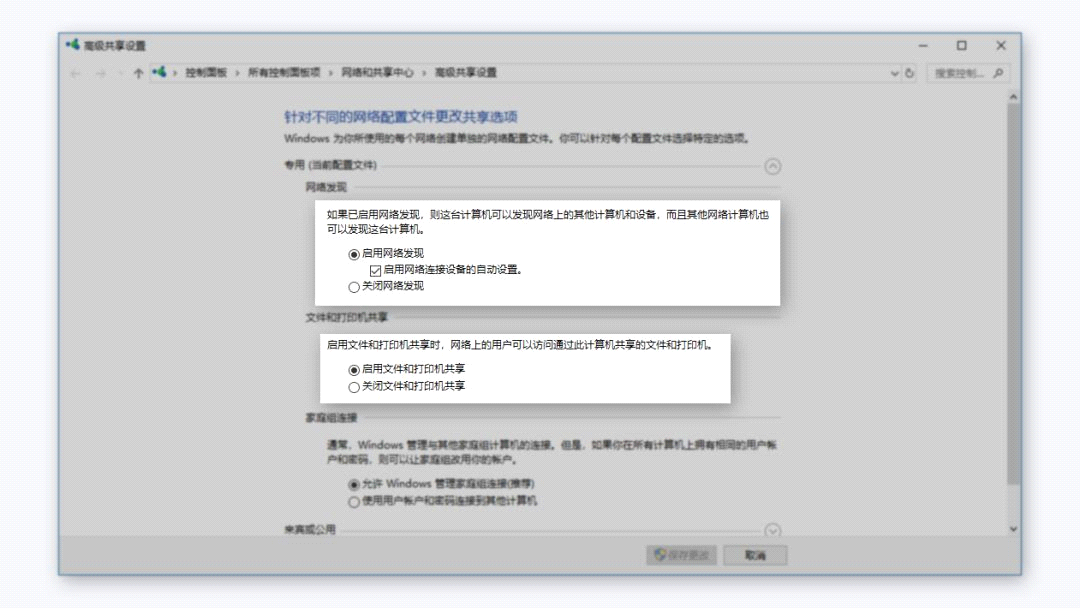 高级共享设置
控制面板 › 所有控制面板项 › 网络和共享中心 › 高级共享设置
搜索控制...
针对不同的网络配置文件更改共享选项
Windows 为你所使用的每个网络创建单独的网络配置文件。你可以针对每个配置文件选择特定的选项。
专用 (当前配置文件)
网络发现
如果已启用网络发现，则这台计算机可以发现网络上的其他计算机和设备，而且其他网络计算机也
可以发现这台计算机。
启用网络发现
启用网络连接设备的自动设置。
关闭网络发现
文件和打印机共享
启用文件和打印机共享时，网络上的用户可以访问通过此计算机共享的文件和打印机。
启用文件和打印机共享
关闭文件和打印机共享
家庭组连接
通常，Windows 管理与其他家庭组计算机的连接。但是，如果你在所有计算机上拥有相同的用户帐
户和密码，则可以让家庭组改用你的帐户。
允许 Windows 管理家庭组连接(推荐)
使用用户帐户和密码连接到其他计算机
来宾或公用
保存更改
取消